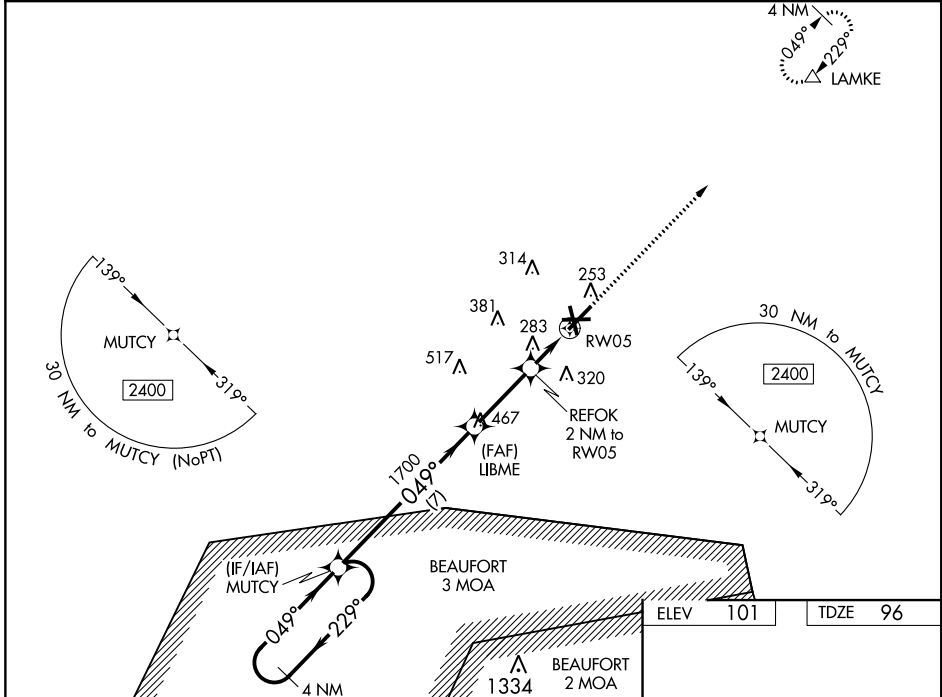 4 NM
049°
229°
LAMKE
314
253
381
283
RW05
517
320
467
REFOK
2 NM to
RW05
(FAF)
LIBME
139°
MUTCY
2400
319°
30 NM to MUTCY (NoPT)
30 NM to MUTCY
2400
139°
MUTCY
319°
1700
049°
(7)
(IF/IAF)
MUTCY
BEAUFORT
3 MOA
049°
229°
4 NM
1334
BEAUFORT
2 MOA
ELEV 101
TDZE 96